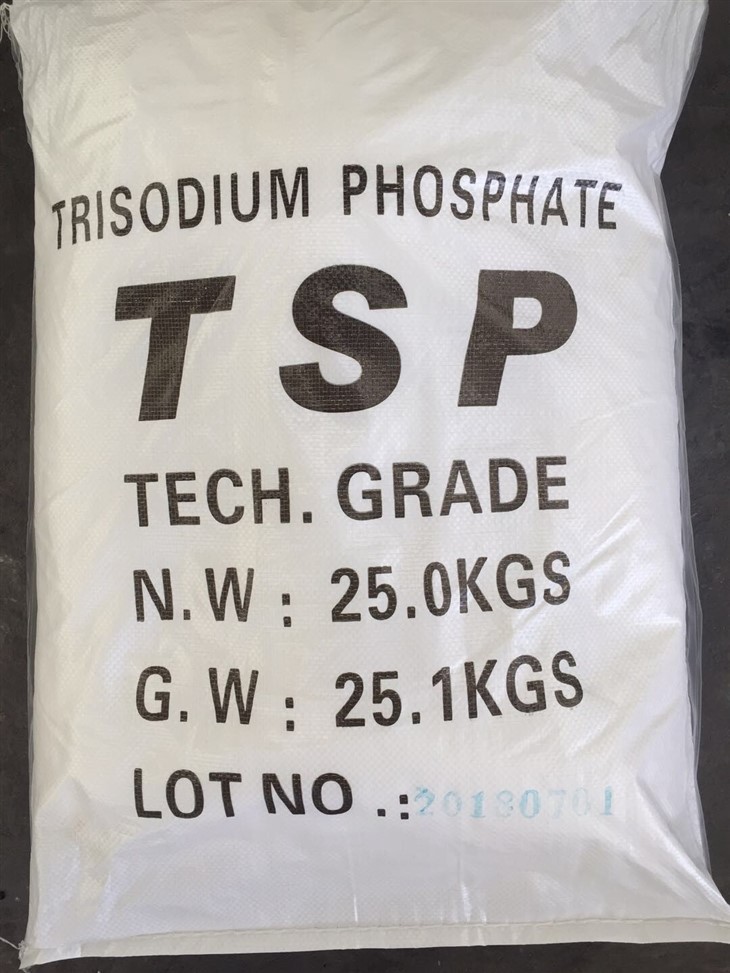 TRISODIUM PHOSPHATE
TSP
TECH. GRADE
N.W: 25.0KGS
G.W: 25.1KGS
LOT NO.:20180701